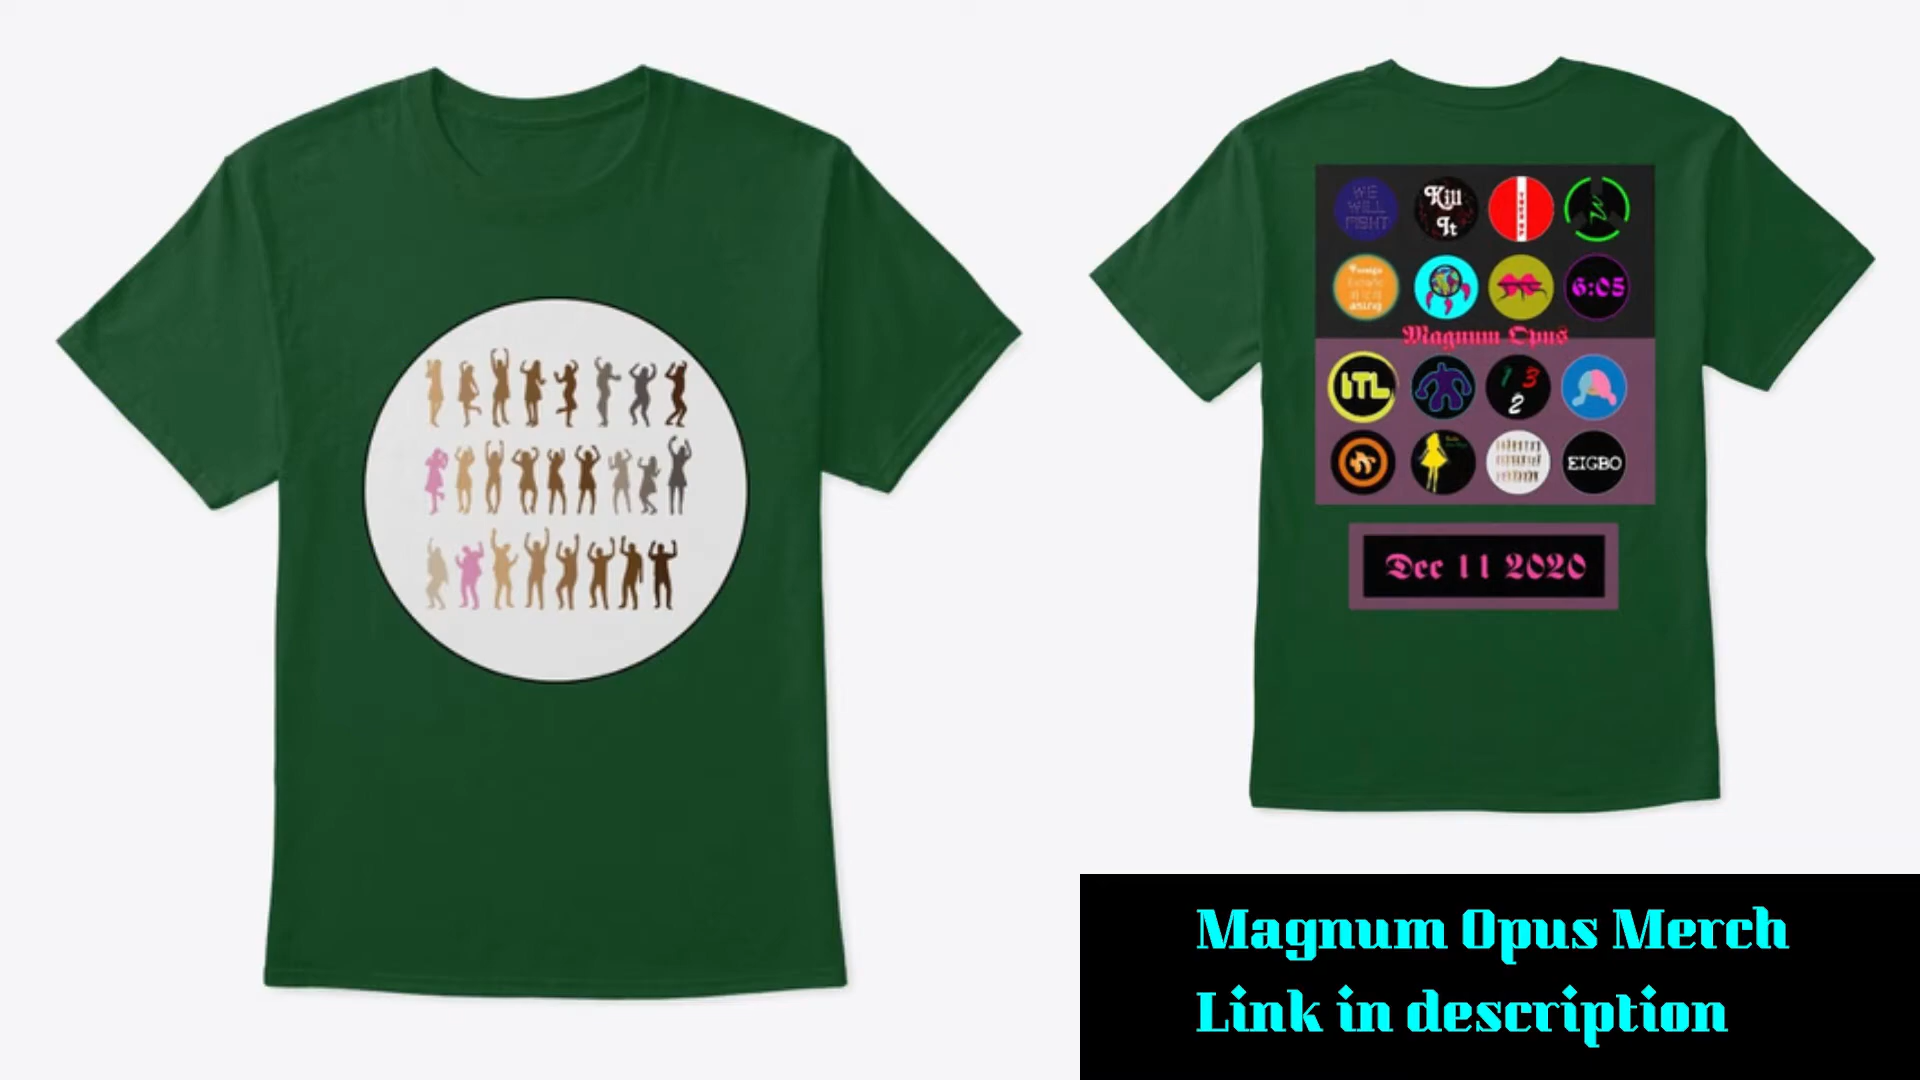 WE
WILL
FIGHT
Kill
It
6:05
Magnum Opus
ITL
1 3
2
EIGBO
Dec 11 2020
Magnum Opus Merch
Link in description